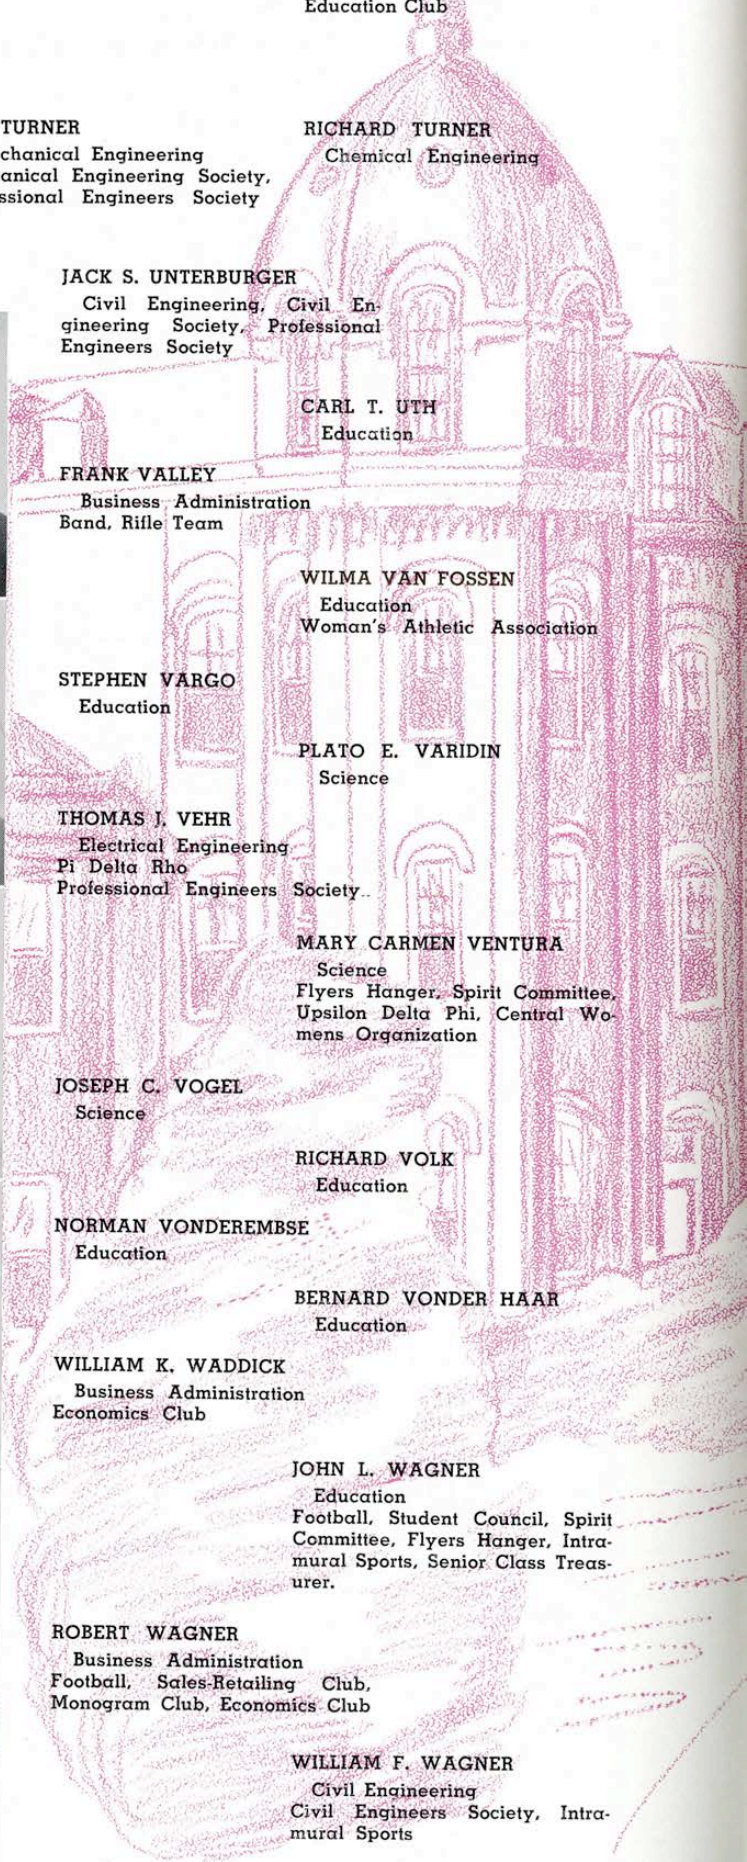 Education Club
TURNER
chanical Engineering
anical Engineering Society,
ssional Engineers Society
RICHARD TURNER
Chemical Engineering
JACK S. UNTERBURGER
Civil Engineering, Civil En-
gineering Society, Professional
Engineers Society
CARL T. UTH
Education
FRANK VALLEY
Business Administration
Band, Rifle Team
WILMA VAN FOSSEN
Education
Woman's Athletic Association
STEPHEN VARGO
Education
PLATO E. VARIDIN
Science
THOMAS J. VEHR
Electrical Engineering
Pi Delta Rho
Professional Engineers Society..
MARY CARMEN VENTURA
Science
Flyers Hanger, Spirit Committee,
Upsilon Delta Phi, Central Wo-
mens Organization
JOSEPH C. VOGEL
Science
RICHARD VOLK
Education
NORMAN VONDEREMBSE
Education
BERNARD VONDER HAAR
Education
WILLIAM K. WADDICK
Business Administration
Economics Club
JOHN L. WAGNER
Education
Football, Student Council, Spirit
Committee, Flyers Hanger, Intra-
mural Sports, Senior Class Treas-
urer.
ROBERT WAGNER
Business Administration
Football, Sales-Retailing Club,
Monogram Club, Economics Club
WILLIAM F. WAGNER
Civil Engineering
Civil Engineers Society, Intra-
mural Sports